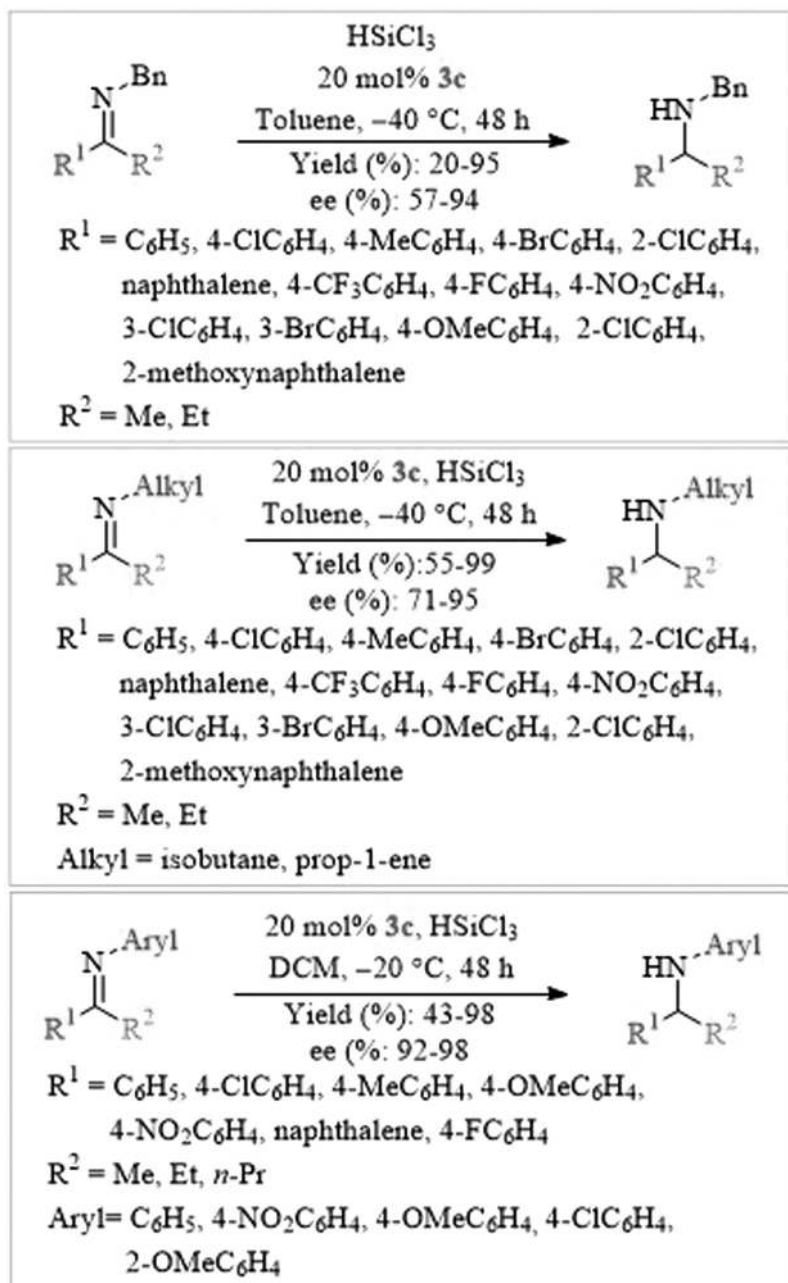 HSiCl₃
N Bn
20 mol% 3c
HN Bn
Toluene, −40 °C, 48 h
R¹ R²
Yield (%): 20-95
R¹ R²
ee (%): 57-94
R¹ = C₆H₅, 4-ClC₆H₄, 4-MeC₆H₄, 4-BrC₆H₄, 2-ClC₆H₄,
naphthalene, 4-CF₃C₆H₄, 4-FC₆H₄, 4-NO₂C₆H₄,
3-ClC₆H₄, 3-BrC₆H₄, 4-OMeC₆H₄, 2-ClC₆H₄,
2-methoxynaphthalene
R² = Me, Et
N Alkyl
20 mol% 3c, HSiCl₃
HN Alkyl
Toluene, −40 °C, 48 h
R¹ R²
Yield (%):55-99
R¹ R²
ee (%): 71-95
R¹ = C₆H₅, 4-ClC₆H₄, 4-MeC₆H₄, 4-BrC₆H₄, 2-ClC₆H₄,
naphthalene, 4-CF₃C₆H₄, 4-FC₆H₄, 4-NO₂C₆H₄,
3-ClC₆H₄, 3-BrC₆H₄, 4-OMeC₆H₄, 2-ClC₆H₄,
2-methoxynaphthalene
R² = Me, Et
Alkyl = isobutane, prop-1-ene
N Aryl
20 mol% 3c, HSiCl₃
HN Aryl
DCM, −20 °C, 48 h
R¹ R²
Yield (%): 43-98
R¹ R²
ee (%: 92-98
R¹ = C₆H₅, 4-ClC₆H₄, 4-MeC₆H₄, 4-OMeC₆H₄,
4-NO₂C₆H₄, naphthalene, 4-FC₆H₄
R² = Me, Et, n-Pr
Aryl= C₆H₅, 4-NO₂C₆H₄, 4-OMeC₆H₄, 4-ClC₆H₄,
2-OMeC₆H₄